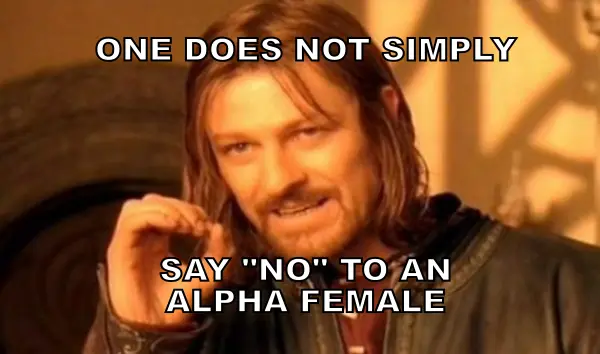 ONE DOES NOT SIMPLY
SAY "NO" TO AN
ALPHA FEMALE